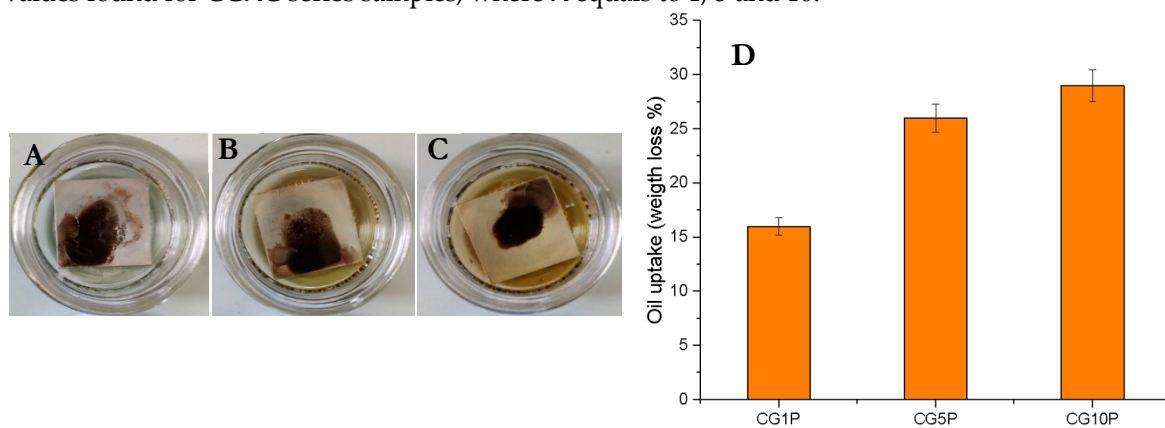 values found for series samples, where X equals to 1, 5 and 10.
A
B
C
D
Oil uptake (weigth loss %)
35
30
25
20
15
10
5
0
CG1P CG5P CG10P